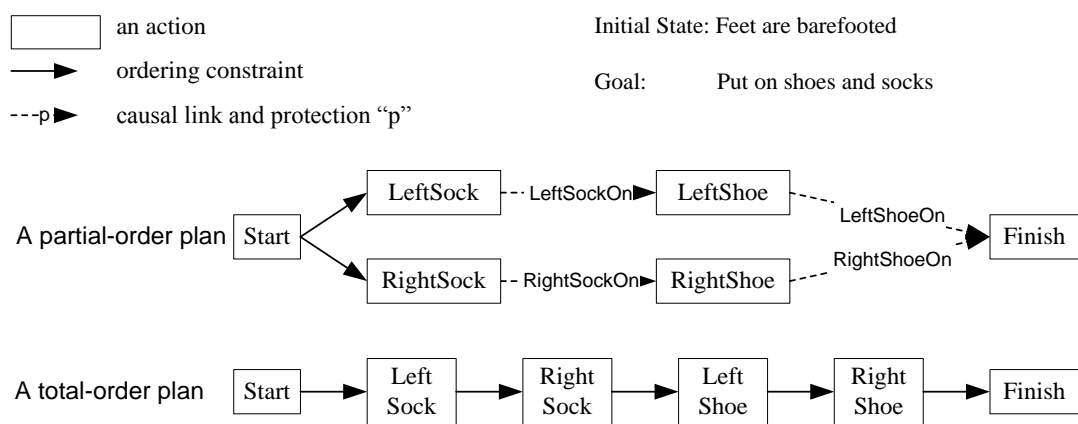 an action
ordering constraint
p
causal link and protection “p”
Initial State: Feet are barefooted
Goal: Put on shoes and socks
A partial-order plan
Start
LeftSock
LeftSockOn
LeftShoe
LeftShoeOn
RightSock
RightSockOn
RightShoe
RightShoeOn
Finish
A total-order plan
Start
Left
Sock
Right
Sock
Left
Shoe
Right
Shoe
Finish